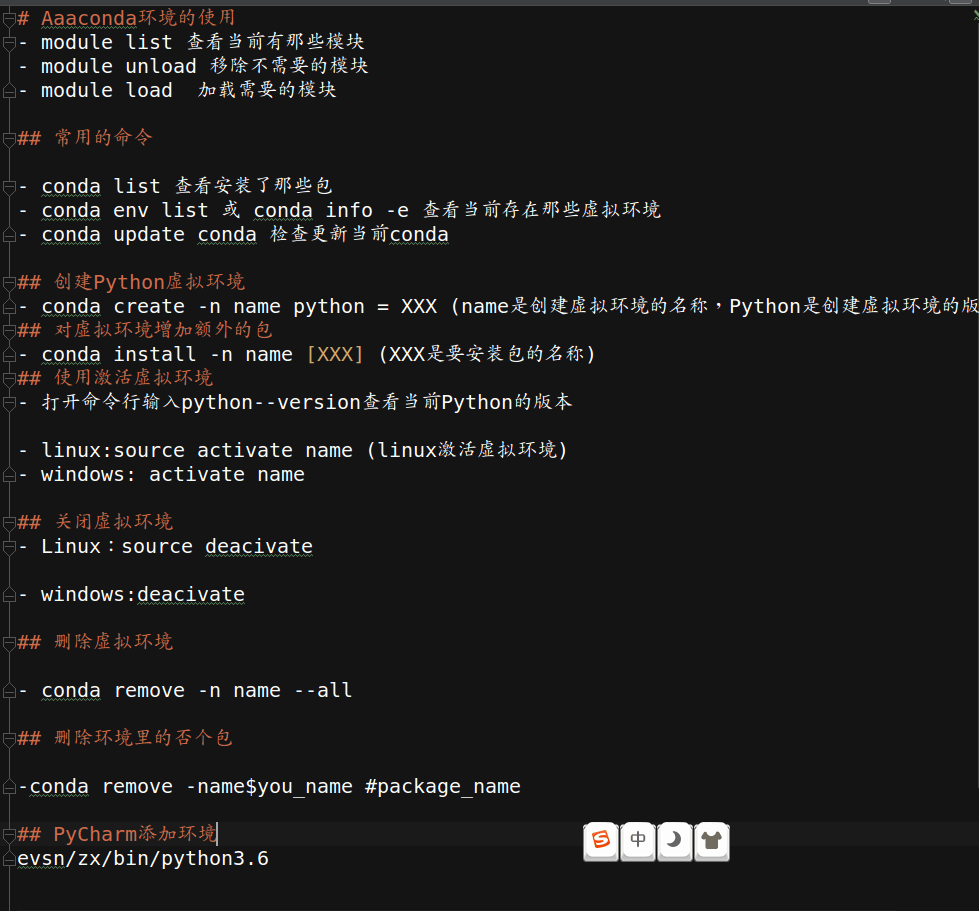 # Aaaconda环境的使用
- module list 查看当前有那些模块
- module unload 移除不需要的模块
- module load  加载需要的模块
## 常用的命令
- conda list 查看安装了那些包
- conda env list 或 conda info -e 查看当前存在那些虚拟环境
- conda update conda 检查更新当前conda
## 创建Python虚拟环境
- conda create -n name python = XXX (name是创建虚拟环境的名称，Python是创建虚拟环境的版
## 对虚拟环境增加额外的包
- conda install -n name [XXX] (XXX是要安装包的名称)
## 使用激活虚拟环境
- 打开命令行输入python--version查看当前Python的版本
- linux:source activate name (linux激活虚拟环境)
- windows: activate name
## 关闭虚拟环境
- Linux：source deacivate
- windows:deacivate
## 删除虚拟环境
- conda remove -n name --all
## 删除环境里的否个包
-conda remove -name$you_name #package_name
## PyCharm添加环境
evsn/zx/bin/python3.6
S 中